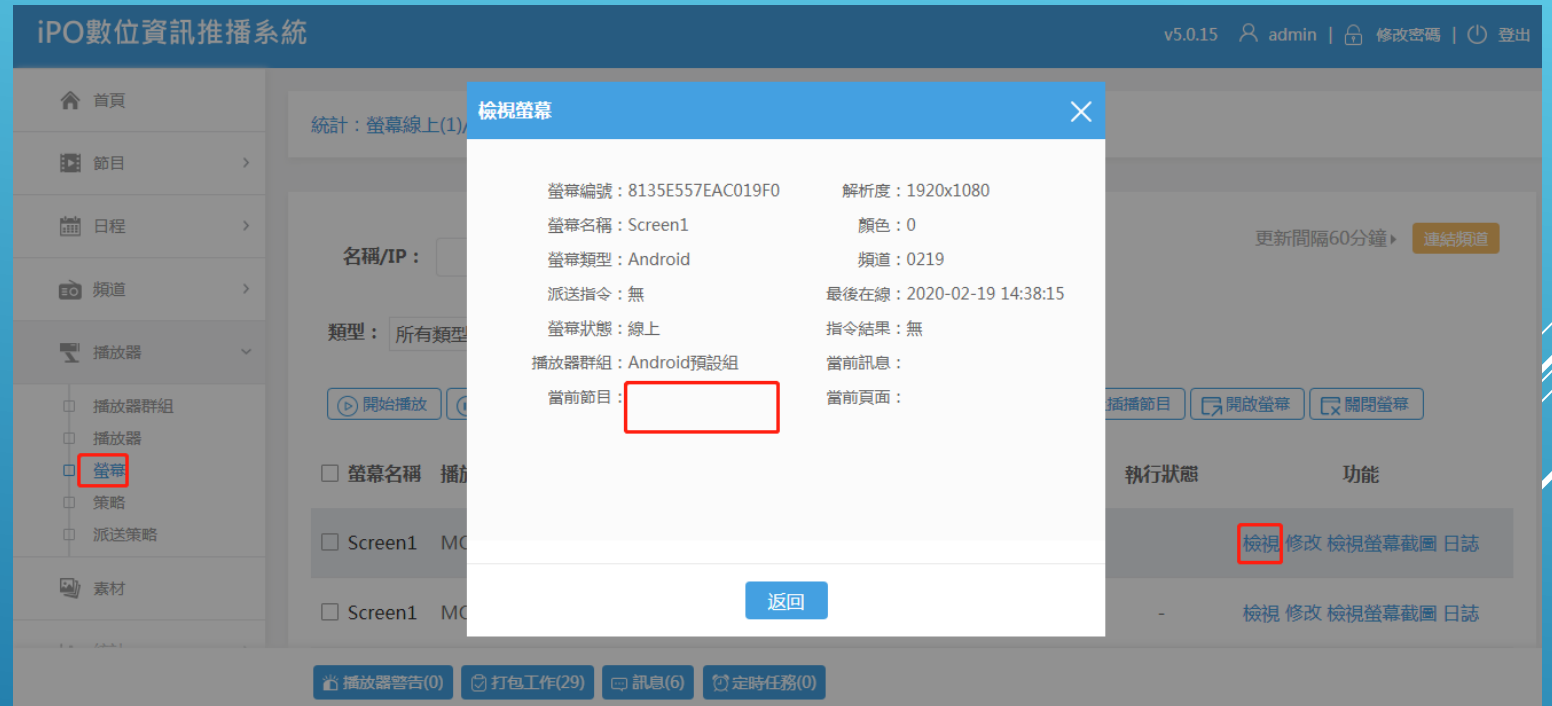 iPO數位資訊推播系統
v5.0.15 admin | 修改密碼 | 登出
首頁
節目
日程
頻道
播放器
播放器群組
播放器
螢幕
策略
派送策略
素材
統計：螢幕線上(1)/
名稱/IP：
更新間隔60分鐘
連結頻道
類型： 所有類型
開始播放
插播節目
開啟螢幕
關閉螢幕
螢幕名稱 播放
執行狀態 功能
Screen1 MC
檢視 修改 檢視螢幕截圖 日誌
Screen1 MC
- 檢視 修改 檢視螢幕截圖 日誌
檢視螢幕
螢幕編號：8135E557EAC019F0 解析度：1920x1080
螢幕名稱：Screen1 顏色：0
螢幕類型：Android 頻道：0219
派送指令：無 最後在線：2020-02-19 14:38:15
螢幕狀態：線上 指令結果：無
播放器群組：Android預設組 當前訊息：
當前節目： 當前頁面：
返回
播放器警告(0) 打包工作(29) 訊息(6) 定時任務(0)